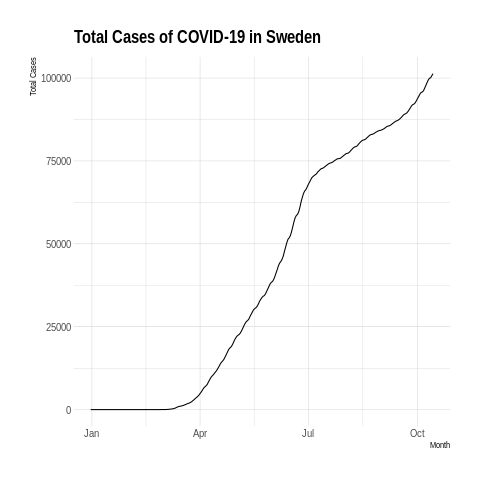 Total Cases of COVID-19 in Sweden
Total Cases
100000
75000
50000
25000
0
Jan Apr Jul Oct
Month